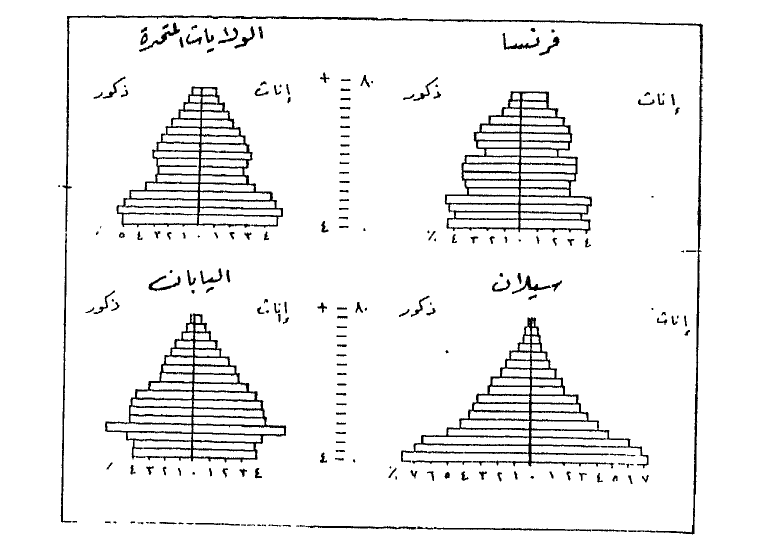 فرنسا
الولايات المتحدة
إناث
ذكور
+ ٨٠
إناث
ذكور
٤ ٠
٪ ٤ ٣ ٢ ١ ٠ ١ ٢ ٣ ٤
٥ ٤ ٣ ٢ ١ ٠ ١ ٢ ٣ ٤
سيلان
اليابان
إناث
ذكور
+ ٨٠
إناث
ذكور
٤ ٠
٪ ٧ ٦ ٥ ٤ ٣ ٢ ١ ٠ ١ ٢ ٣ ٤ ٥ ٦ ٧
٪ ٤ ٣ ٢ ١ ٠ ١ ٢ ٣ ٤